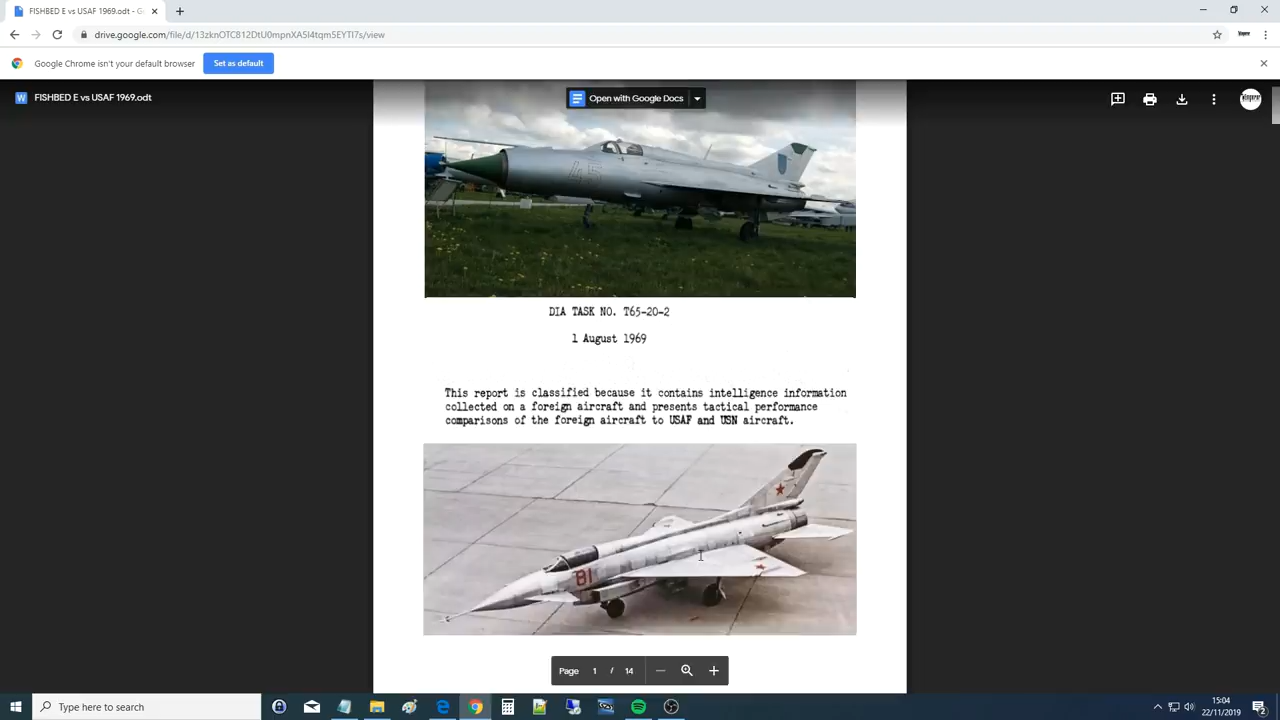 FISHBED E vs USAF 1969.odt - G
drive.google.com/file/d/13zknOTC812DtU0mpnXA5l4tqm5EYTI7s/view
Google Chrome isn't your default browser
Set as default
FISHBED E vs USAF 1969.odt
Open with Google Docs
45
DIA TASK NO. T65-20-2
1 August 1969
This report is classified because it contains intelligence information
collected on a foreign aircraft and presents tactical performance
comparisons of the foreign aircraft to USAF and USN aircraft.
81
Page 1 / 14
Type here to search
15:04
22/11/2019
2